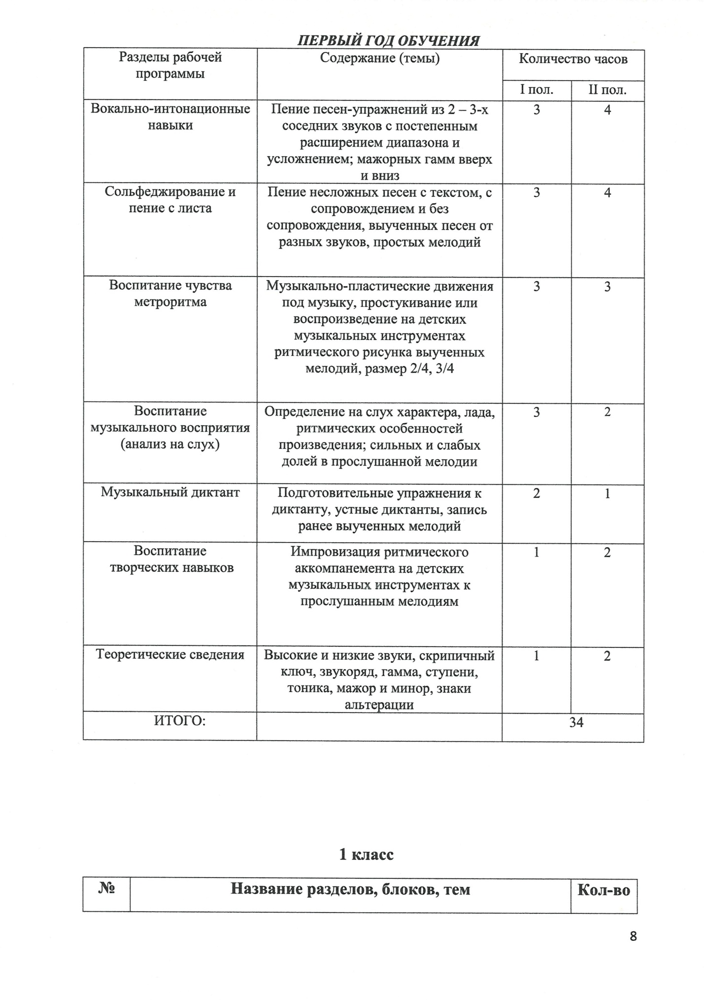 ПЕРВЫЙ ГОД ОБУЧЕНИЯ
Разделы рабочей
программы
Содержание (темы)
Количество часов
I пол.
II пол.
Вокально-интонационные
навыки
Пение песен-упражнений из 2 – 3-х
соседних звуков с постепенным
расширением диапазона и
усложнением; мажорных гамм вверх
и вниз
3
4
Сольфеджирование и
пение с листа
Пение несложных песен с текстом, с
сопровождением и без
сопровождения, выученных песен от
разных звуков, простых мелодий
3
4
Воспитание чувства
метроритма
Музыкально-пластические движения
под музыку, простукивание или
воспроизведение на детских
музыкальных инструментах
ритмического рисунка выученных
мелодий, размер 2/4, 3/4
3
3
Воспитание
музыкального восприятия
(анализ на слух)
Определение на слух характера, лада,
ритмических особенностей
произведения; сильных и слабых
долей в прослушанной мелодии
3
2
Музыкальный диктант
Подготовительные упражнения к
диктанту, устные диктанты, запись
ранее выученных мелодий
2
1
Воспитание
творческих навыков
Импровизация ритмического
аккомпанемента на детских
музыкальных инструментах к
прослушанным мелодиям
1
2
Теоретические сведения
Высокие и низкие звуки, скрипичный
ключ, звукоряд, гамма, ступени,
тоника, мажор и минор, знаки
альтерации
1
2
ИТОГО:
34
1 класс
№
Название разделов, блоков, тем
Кол-во
8